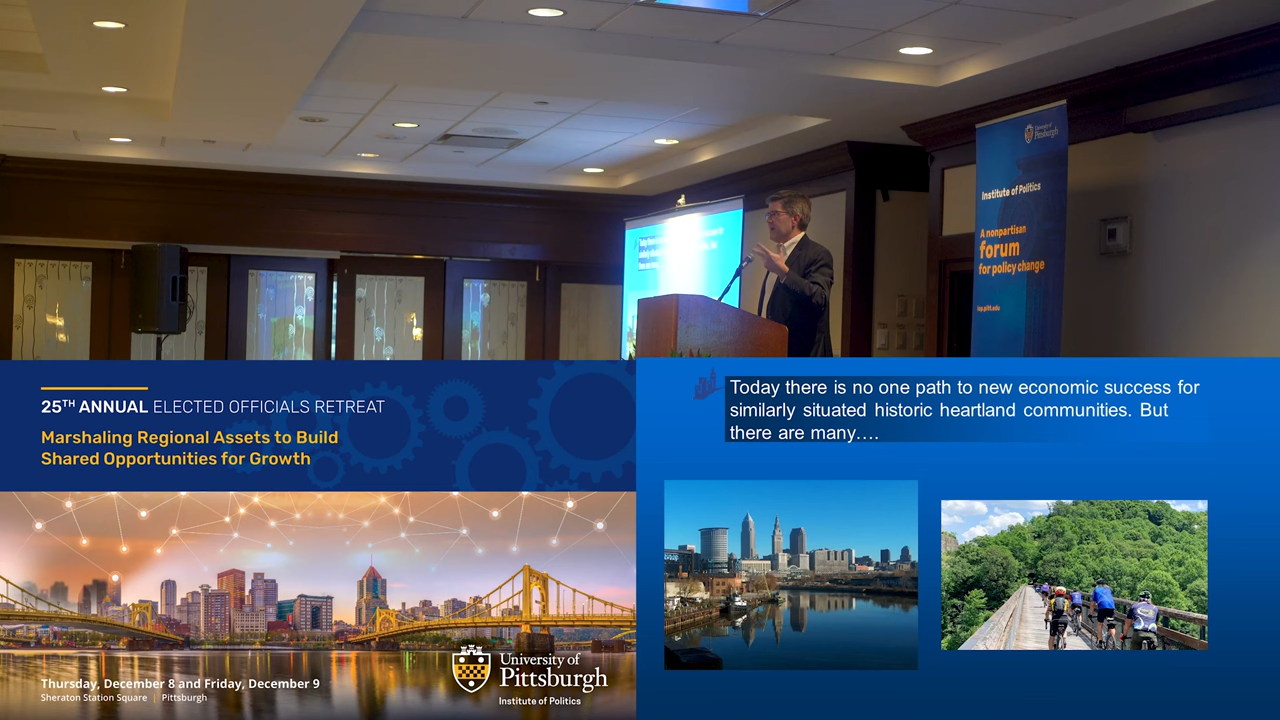 University of
Pittsburgh
Institute of Politics
A nonpartisan
forum
for policy change
iop.pitt.edu
25TH ANNUAL ELECTED OFFICIALS RETREAT
Marshaling Regional Assets to Build
Shared Opportunities for Growth
Thursday, December 8 and Friday, December 9
Sheraton Station Square | Pittsburgh
University of
Pittsburgh
Institute of Politics
Today there is no one path to new economic success for
similarly situated historic heartland communities. But
there are many….